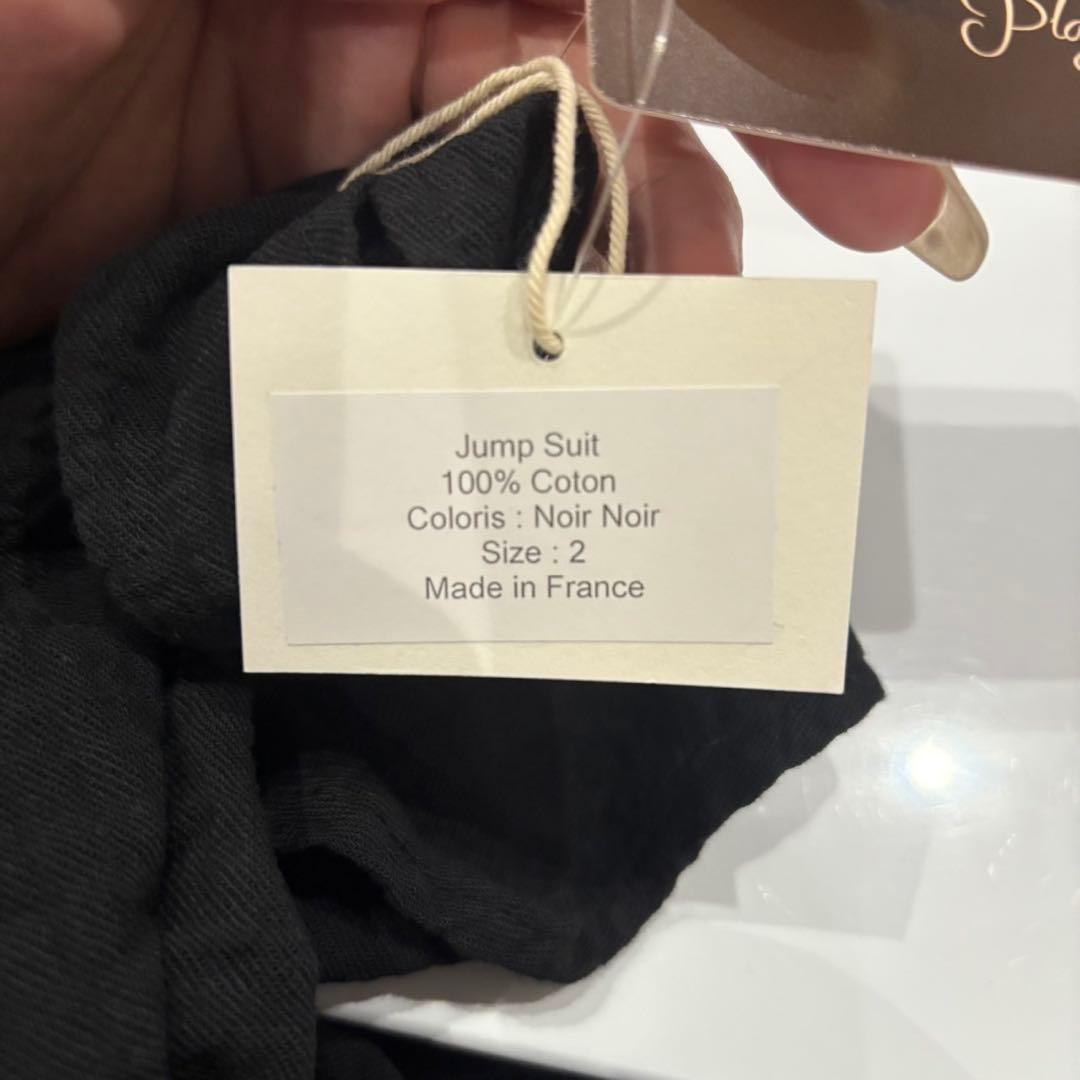 Jump Suit
100% Coton
Coloris : Noir Noir
Size : 2
Made in France